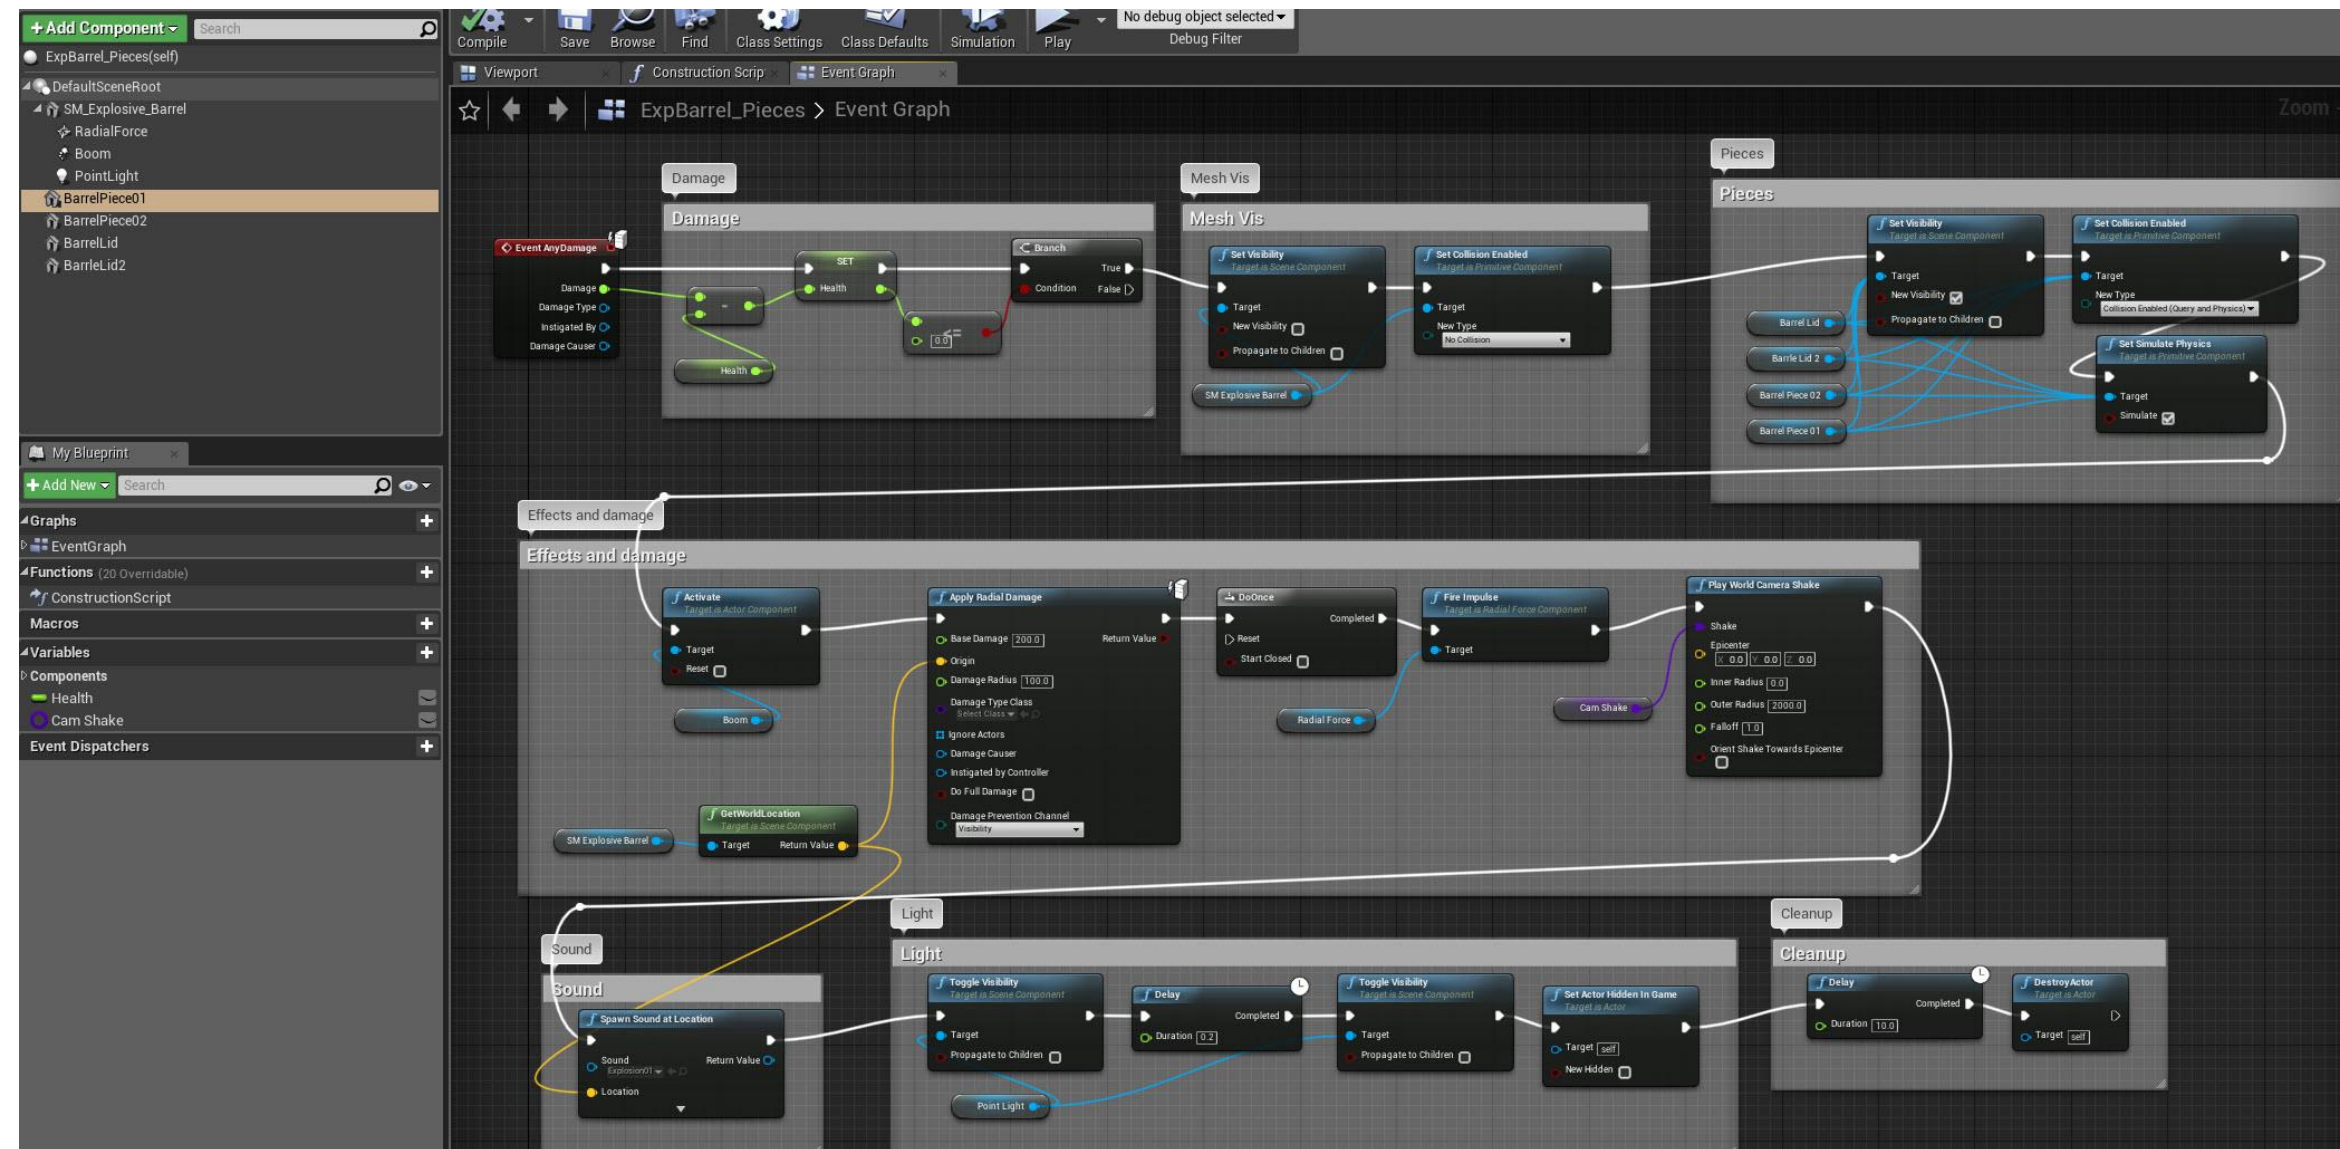 Add Component
Search
ExpBarrel_Pieces(self)
DefaultSceneRoot
SM_Explosive_Barrel
RadialForce
Boom
PointLight
BarrelPiece01
BarrelPiece02
BarrelLid
BarrleLid2
My Blueprint
Add New
Search
Graphs
EventGraph
Functions (20 Overridable)
ConstructionScript
Macros
Variables
Components
Health
Cam Shake
Event Dispatchers
Compile
Save
Browse
Find
Class Settings
Class Defaults
Simulation
Play
No debug object selected
Debug Filter
Viewport
Construction Scrip
Event Graph
ExpBarrel_Pieces > Event Graph
Zoom
Damage
Damage
Event AnyDamage
Damage
Damage Type
Instigated By
Damage Causer
-
Health
SET
Health
0.0
<=
Branch
True
Condition
False
Mesh Vis
Mesh Vis
Set Visibility
Target is Scene Component
Target
New Visibility
Propagate to Children
SM Explosive Barrel
Set Collision Enabled
Target is Primitive Component
Target
New Type
No Collision
Pieces
Pieces
Set Visibility
Target is Scene Component
Target
New Visibility
Propagate to Children
Barrel Lid
Barrle Lid 2
Barrel Piece 02
Barrel Piece 01
Set Collision Enabled
Target is Primitive Component
Target
New Type
Collision Enabled (Query and Physics)
Set Simulate Physics
Target is Primitive Component
Target
Simulate
Effects and damage
Effects and damage
Activate
Target is Actor Component
Target
Reset
Boom
SM Explosive Barrel
GetWorldLocation
Target is Scene Component
Target
Return Value
Apply Radial Damage
Base Damage 200.0
Return Value
Origin
Damage Radius 100.0
Damage Type Class
Select Class
Ignore Actors
Damage Causer
Instigated by Controller
Do Full Damage
Damage Prevention Channel
Visibility
DoOnce
Completed
Reset
Start Closed
Radial Force
Fire Impulse
Target is Radial Force Component
Target
Cam Shake
Play World Camera Shake
Shake
Epicenter
X 0.0 Y 0.0 Z 0.0
Inner Radius 0.0
Outer Radius 2000.0
Falloff 1.0
Orient Shake Towards Epicenter
Sound
Sound
Spawn Sound at Location
Sound
Explosion01
Return Value
Location
Light
Light
Toggle Visibility
Target is Scene Component
Target
Propagate to Children
Point Light
Delay
Completed
Duration 0.2
Toggle Visibility
Target is Scene Component
Target
Propagate to Children
Set Actor Hidden In Game
Target is Actor
Target self
New Hidden
Cleanup
Cleanup
Delay
Completed
Duration 10.0
DestroyActor
Target is Actor
Target self